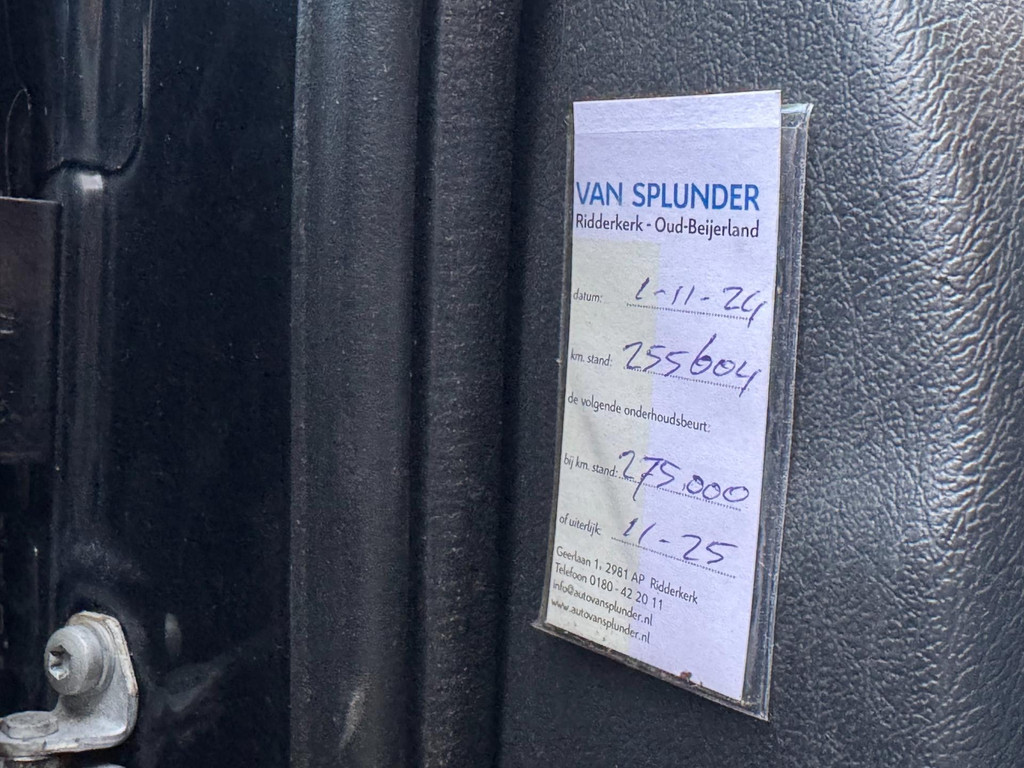 VAN SPLUNDER
Ridderkerk - Oud-Beijerland
datum: 1-11-24
km. stand: 255604
de volgende onderhoudsbeurt:
bij km. stand: 275.000
of uiterlijk: 11-25
Geerlaan 1, 2981 AP Ridderkerk
Telefoon 0180 - 42 20 11
info@autovansplunder.nl
www.autovansplunder.nl